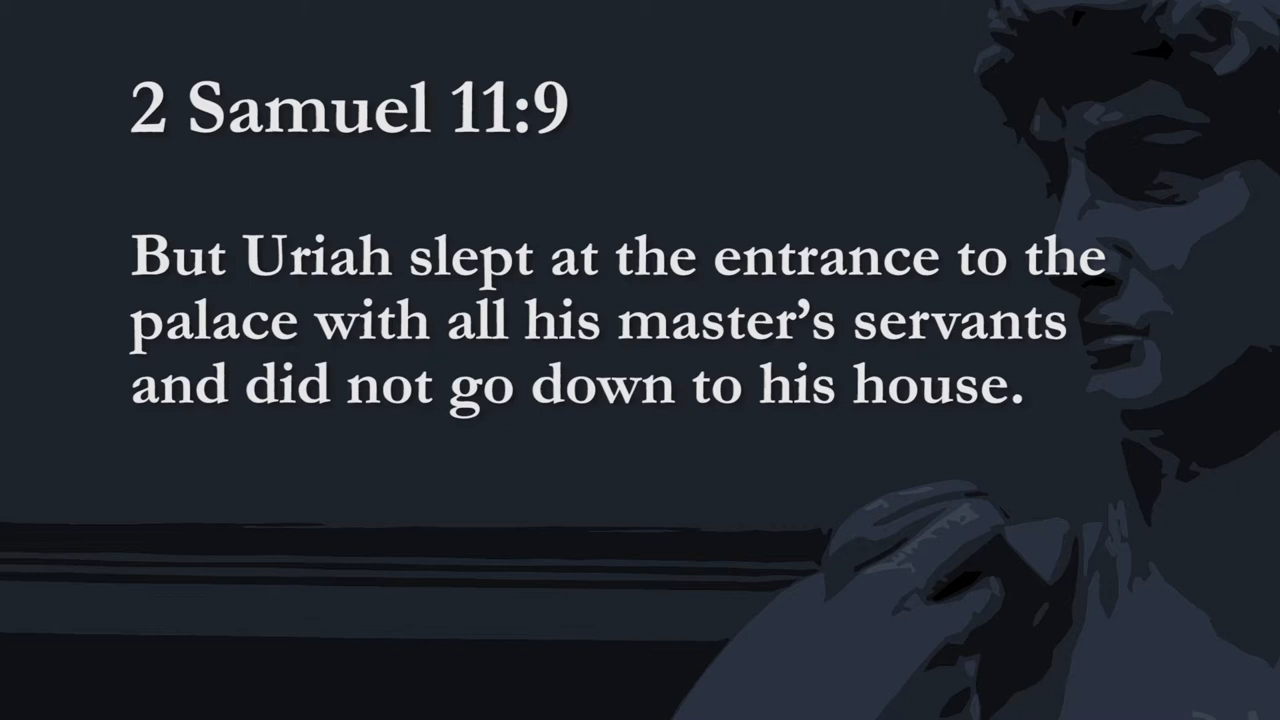 2 Samuel 11:9
But Uriah slept at the entrance to the
palace with all his master’s servants
and did not go down to his house.